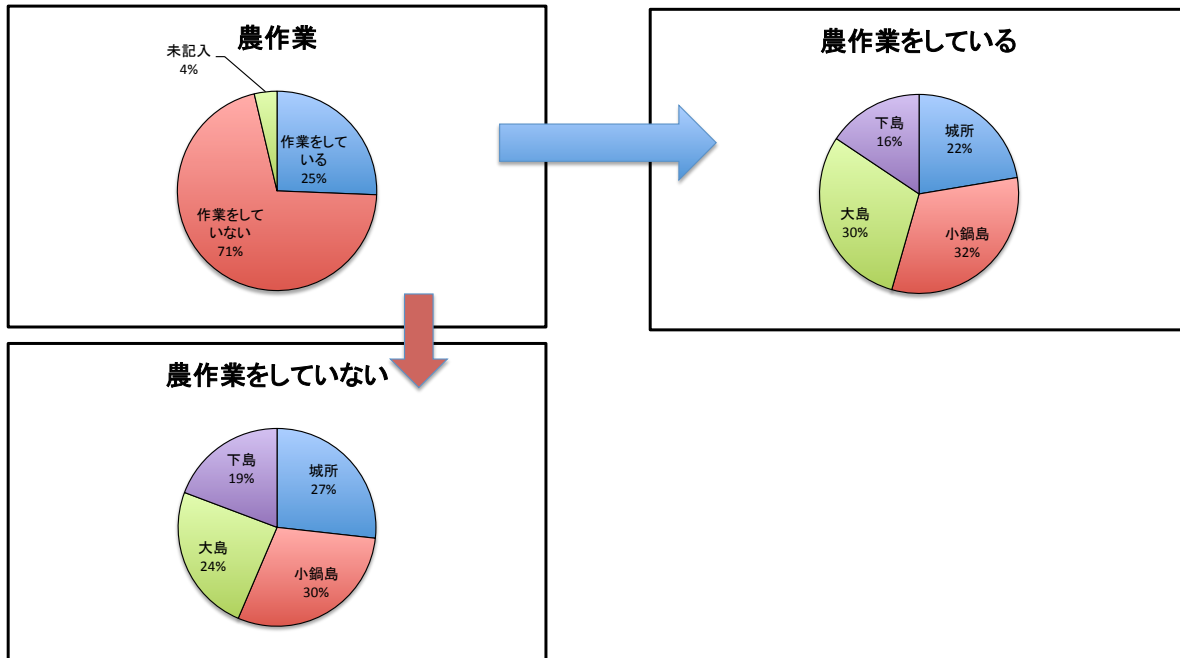 農作業
未記入
4%
作業をして
いる
25%
作業をして
いない
71%
農作業をしている
下島
16%
城所
22%
大島
30%
小鍋島
32%
農作業をしていない
下島
19%
城所
27%
大島
24%
小鍋島
30%